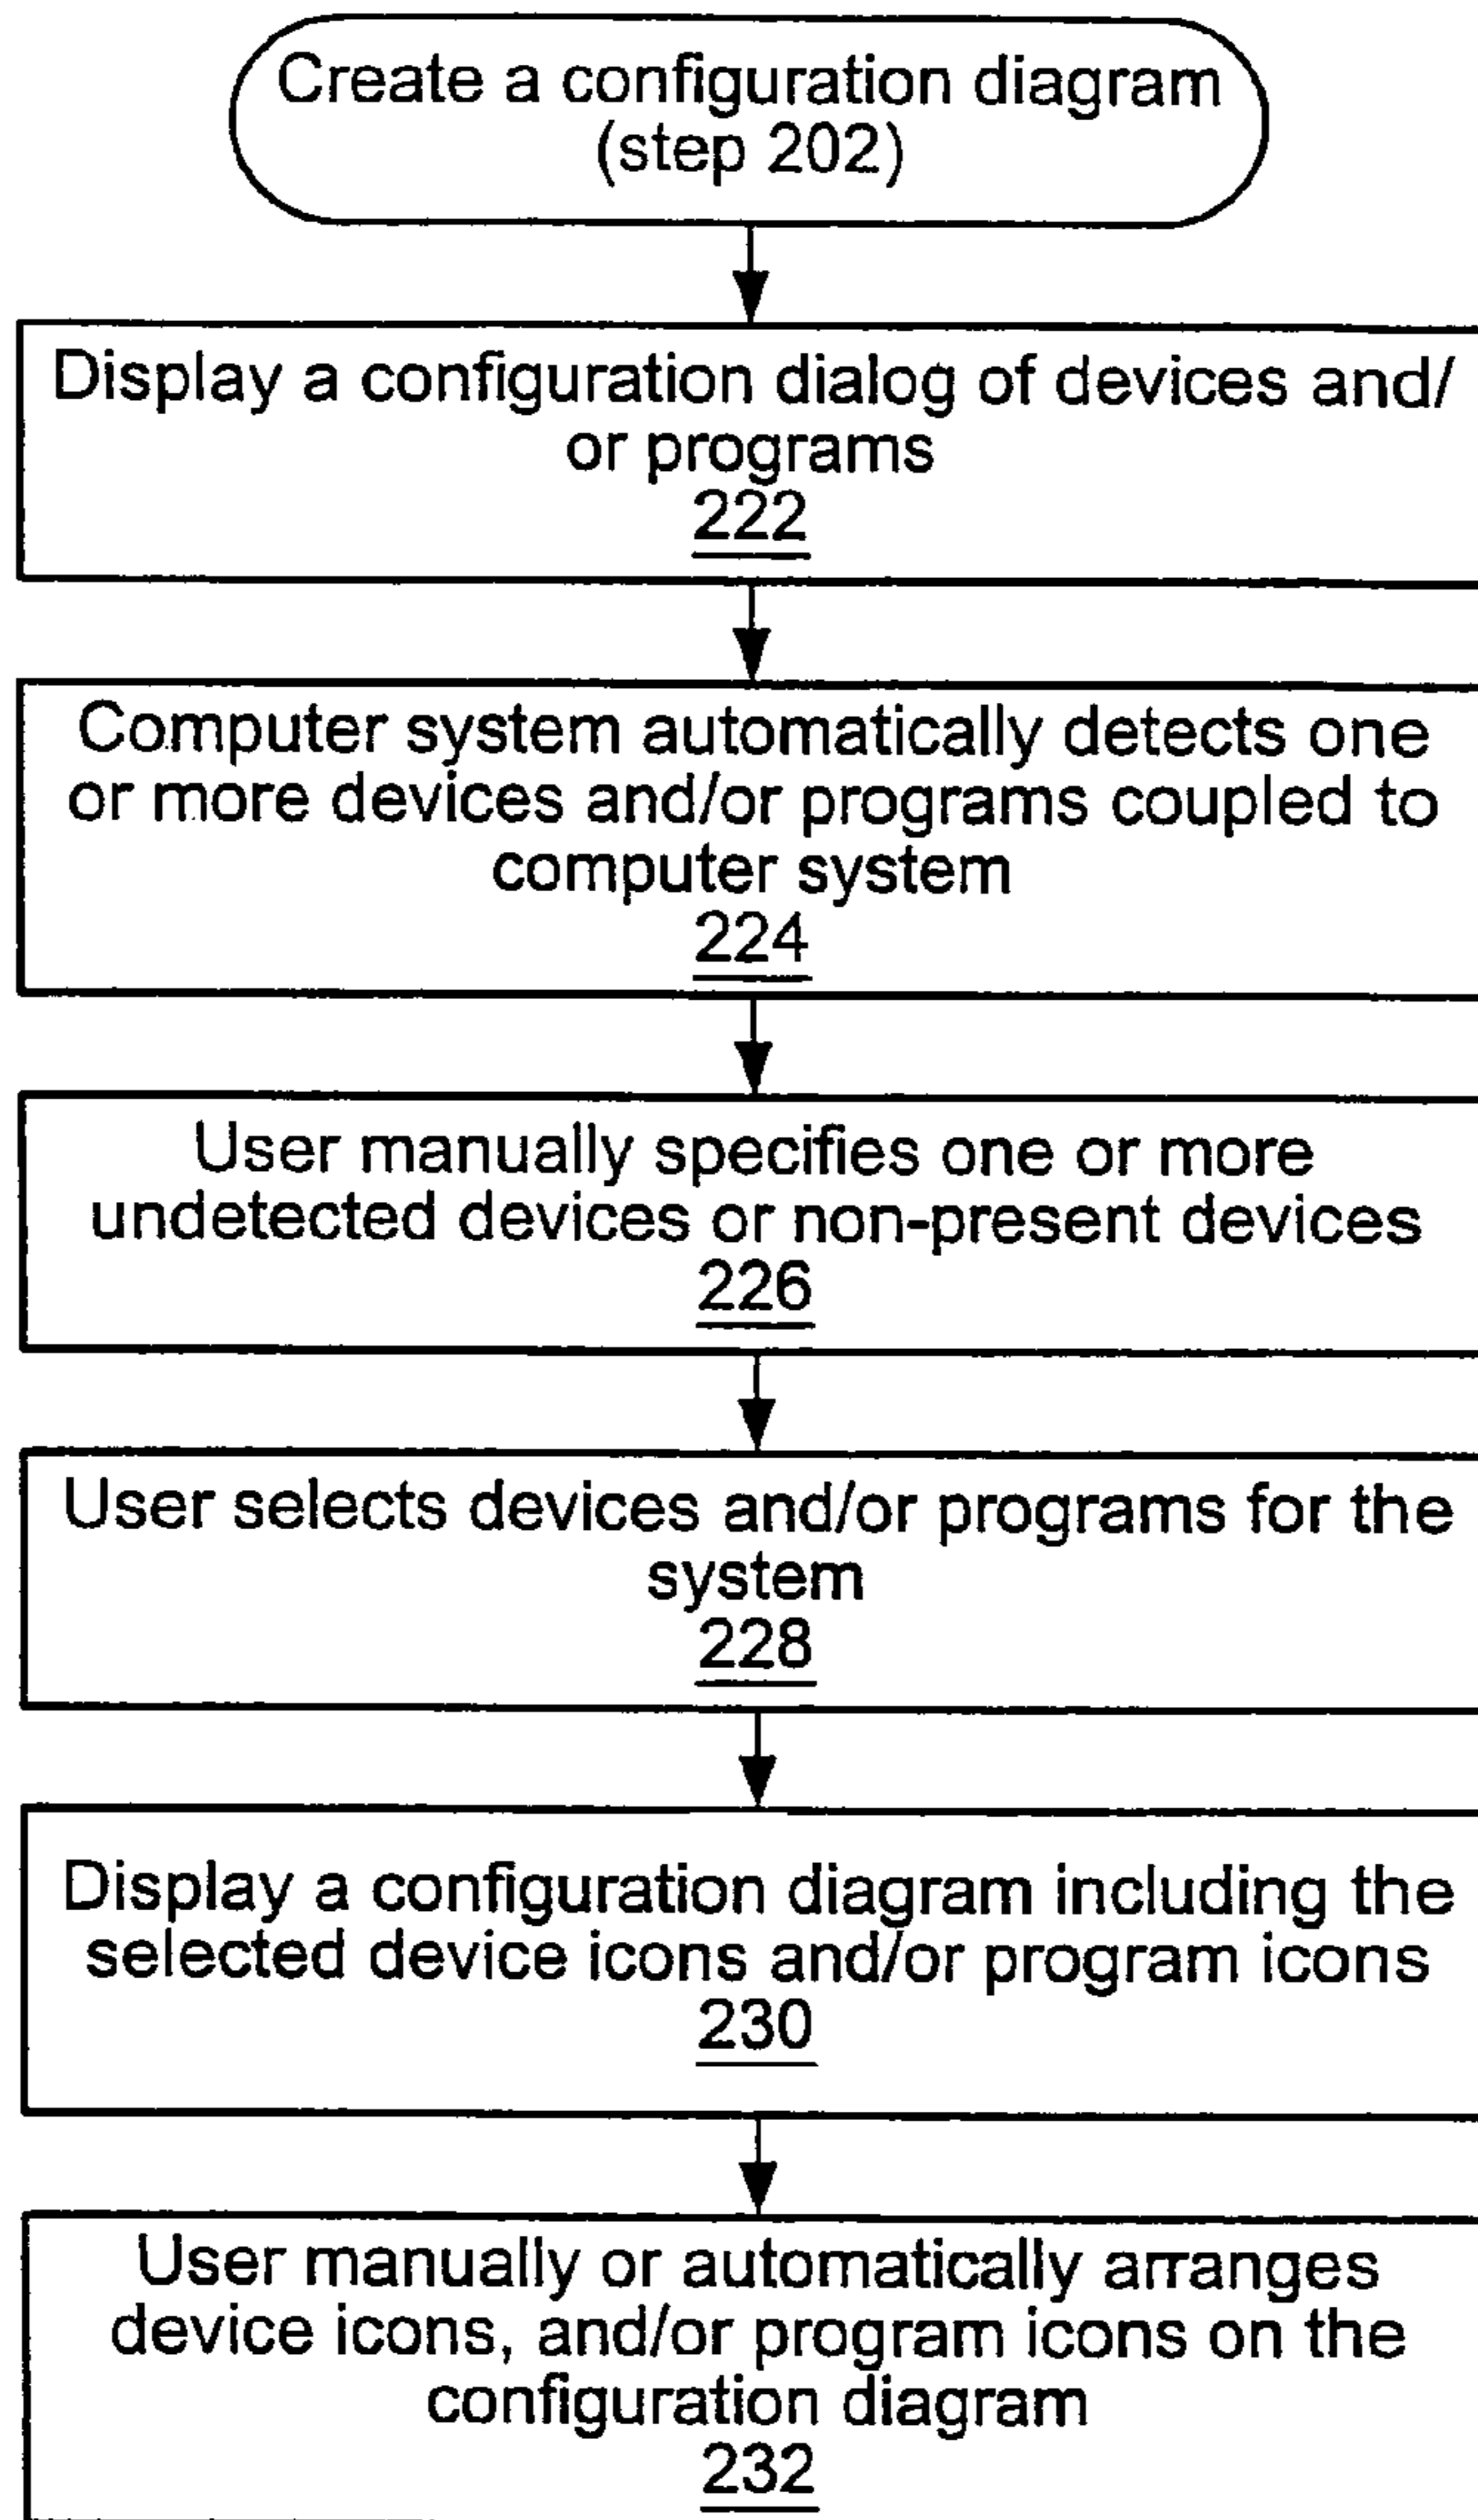 Create a configuration diagram
(step 202)
Display a configuration dialog of devices and/
or programs
222
Computer system automatically detects one
or more devices and/or programs coupled to
computer system
224
User manually specifies one or more
undetected devices or non-present devices
226
User selects devices and/or programs for the
system
228
Display a configuration diagram including the
selected device icons and/or program icons
230
User manually or automatically arranges
device icons, and/or program icons on the
configuration diagram
232